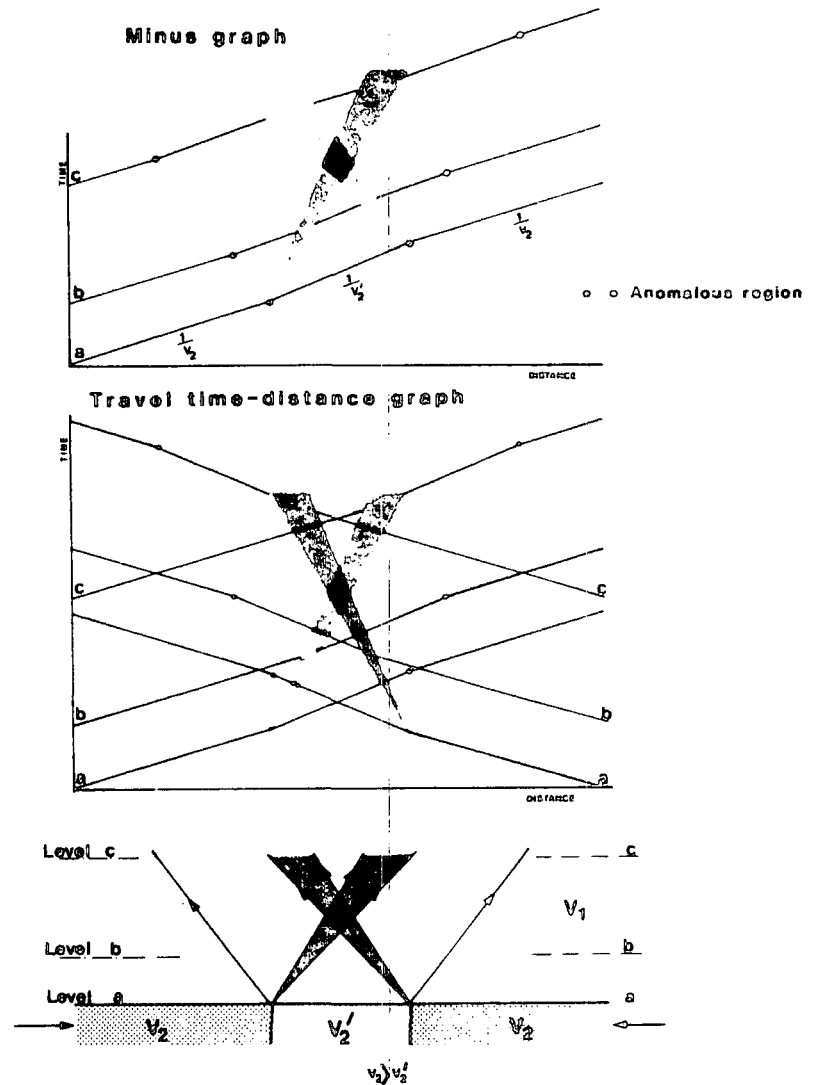 Minus graph
TIME
c
b
a
1/V2
1/V2'
1/V2
Anomalous region
DISTANCE
Travel time-distance graph
TIME
c
b
a
c
b
a
DISTANCE
Level c
c
V1
Level b
b
Level a
a
V2
V2'
V2
V2>V2'